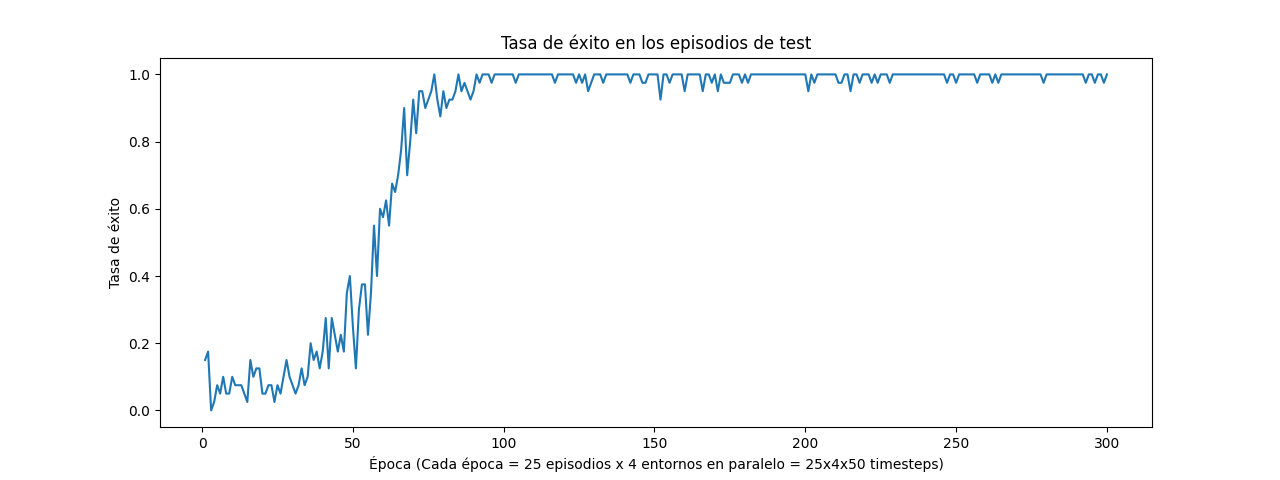 Tasa de éxito en los episodios de test
1.0
0.8
0.6
0.4
0.2
0.0
Tasa de éxito
0 50 100 150 200 250 300
Época (Cada época = 25 episodios x 4 entornos en paralelo = 25x4x50 timesteps)